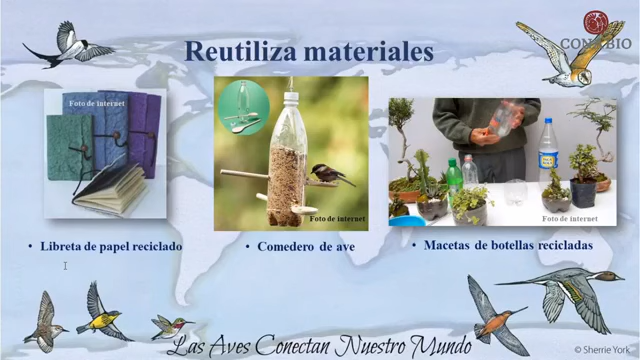 Reutiliza materiales
CONABIO
Foto de internet
Foto de internet
Foto de internet
• Libreta de papel reciclado
• Comedero de ave
• Macetas de botellas recicladas
Las Aves Conectan Nuestro Mundo
© Sherrie York